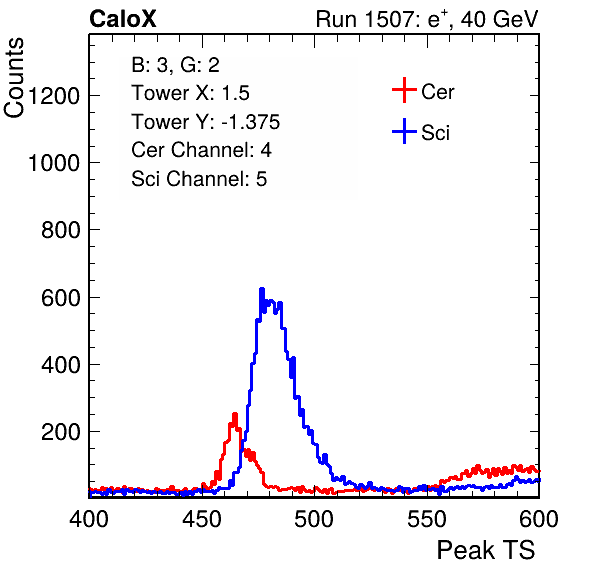 CaloX Run 1507: e+, 40 GeV
Counts
B: 3, G: 2
Tower X: 1.5
Tower Y: -1.375
Cer Channel: 4
Sci Channel: 5
Cer
Sci
1200
1000
800
600
400
200
400 450 500 550 600
Peak TS